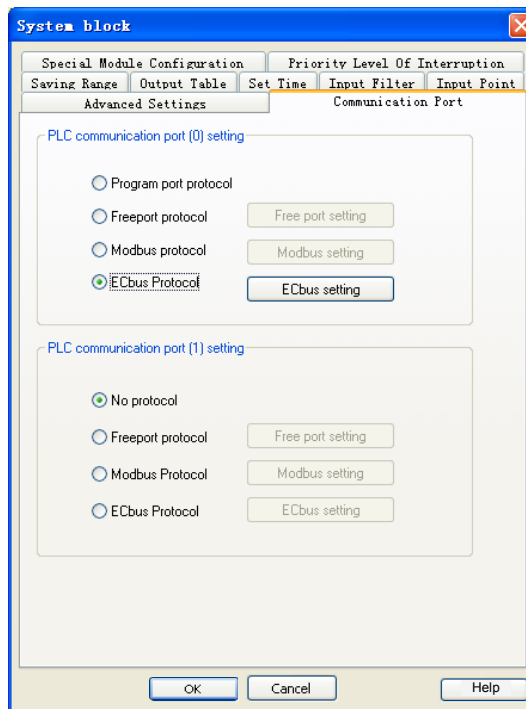 System block
Special Module Configuration Priority Level Of Interruption
Saving Range Output Table Set Time Input Filter Input Point
Advanced Settings Communication Port
PLC communication port (0) setting
Program port protocol
Freeport protocol Free port setting
Modbus protocol Modbus setting
ECbus Protocol ECbus setting
PLC communication port (1) setting
No protocol
Freeport protocol Free port setting
Modbus Protocol Modbus setting
ECbus Protocol ECbus setting
OK Cancel Help